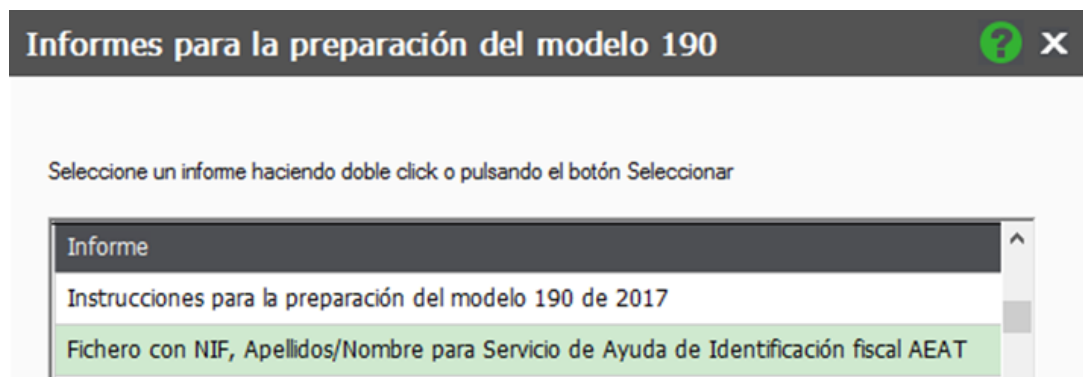 Informes para la preparación del modelo 190
Seleccione un informe haciendo doble click o pulsando el botón Seleccionar
Informe
Instrucciones para la preparación del modelo 190 de 2017
Fichero con NIF, Apellidos/Nombre para Servicio de Ayuda de Identificación fiscal AEAT